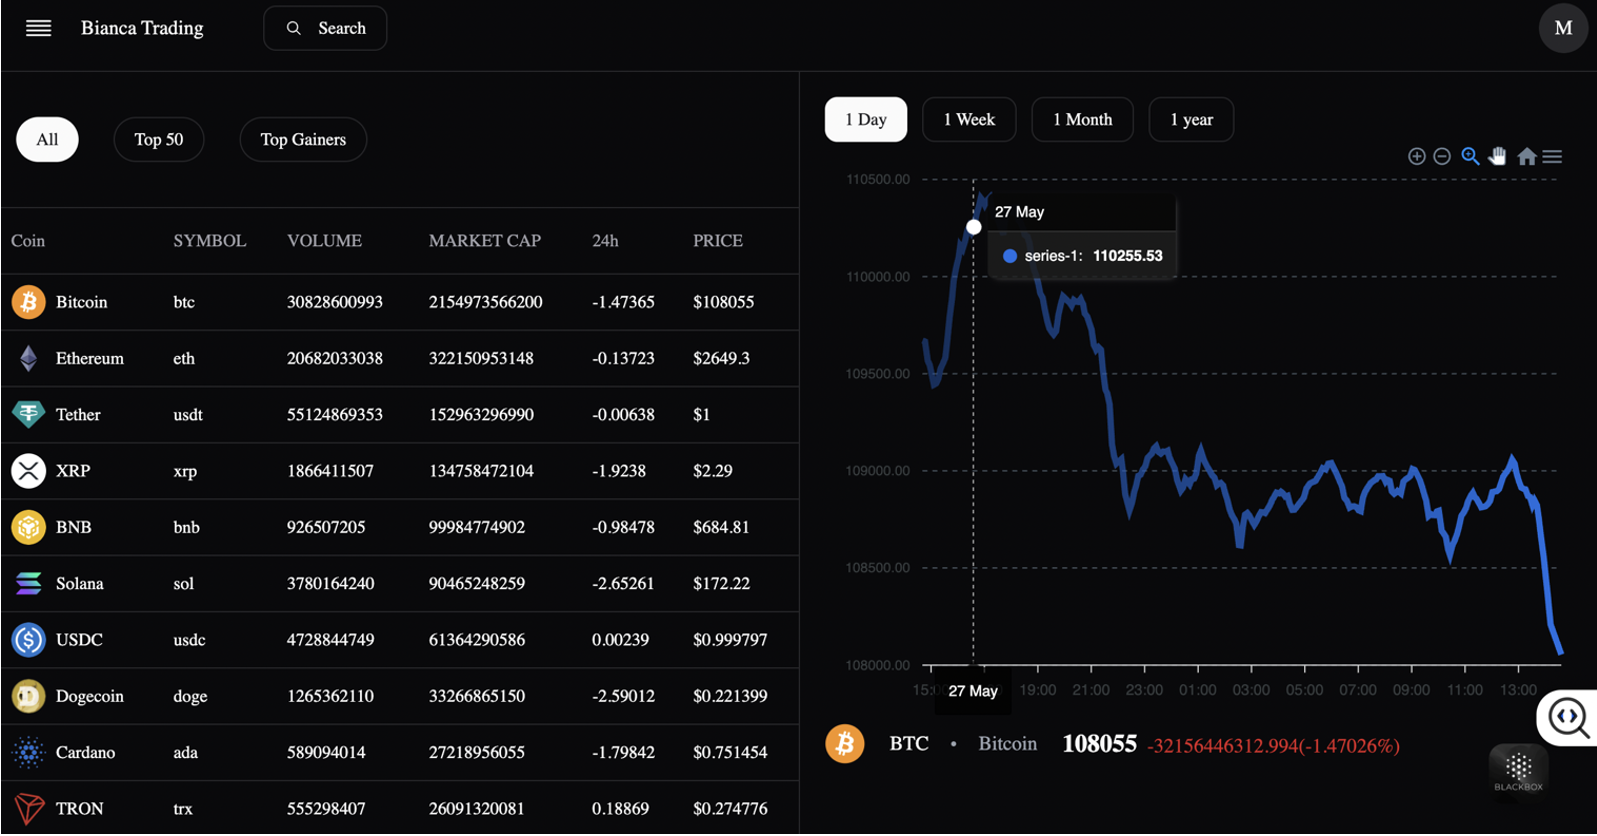 Bianca Trading Search M
All Top 50 Top Gainers
Coin SYMBOL VOLUME MARKET CAP 24h PRICE
Bitcoin btc 30828600993 2154973566200 -1.47365 $108055
Ethereum eth 20682033038 322150953148 -0.13723 $2649.3
Tether usdt 55124869353 152963296990 -0.00638 $1
XRP xrp 1866411507 134758472104 -1.9238 $2.29
BNB bnb 926507205 99984774902 -0.98478 $684.81
Solana sol 3780164240 90465248259 -2.65261 $172.22
USDC usdc 4728844749 61364290586 0.00239 $0.999797
Dogecoin doge 1265362110 33266865150 -2.59012 $0.221399
Cardano ada 589094014 27218956055 -1.79842 $0.751454
TRON trx 555298407 26091320081 0.18869 $0.274776
1 Day 1 Week 1 Month 1 year
110500.00
27 May
series-1: 110255.53
110000.00
109500.00
109000.00
108500.00
108000.00
27 May 19:00 21:00 23:00 01:00 03:00 05:00 07:00 09:00 11:00 13:00
BTC • Bitcoin 108055 -32156446312.994(-1.47026%)
BLACKBOX